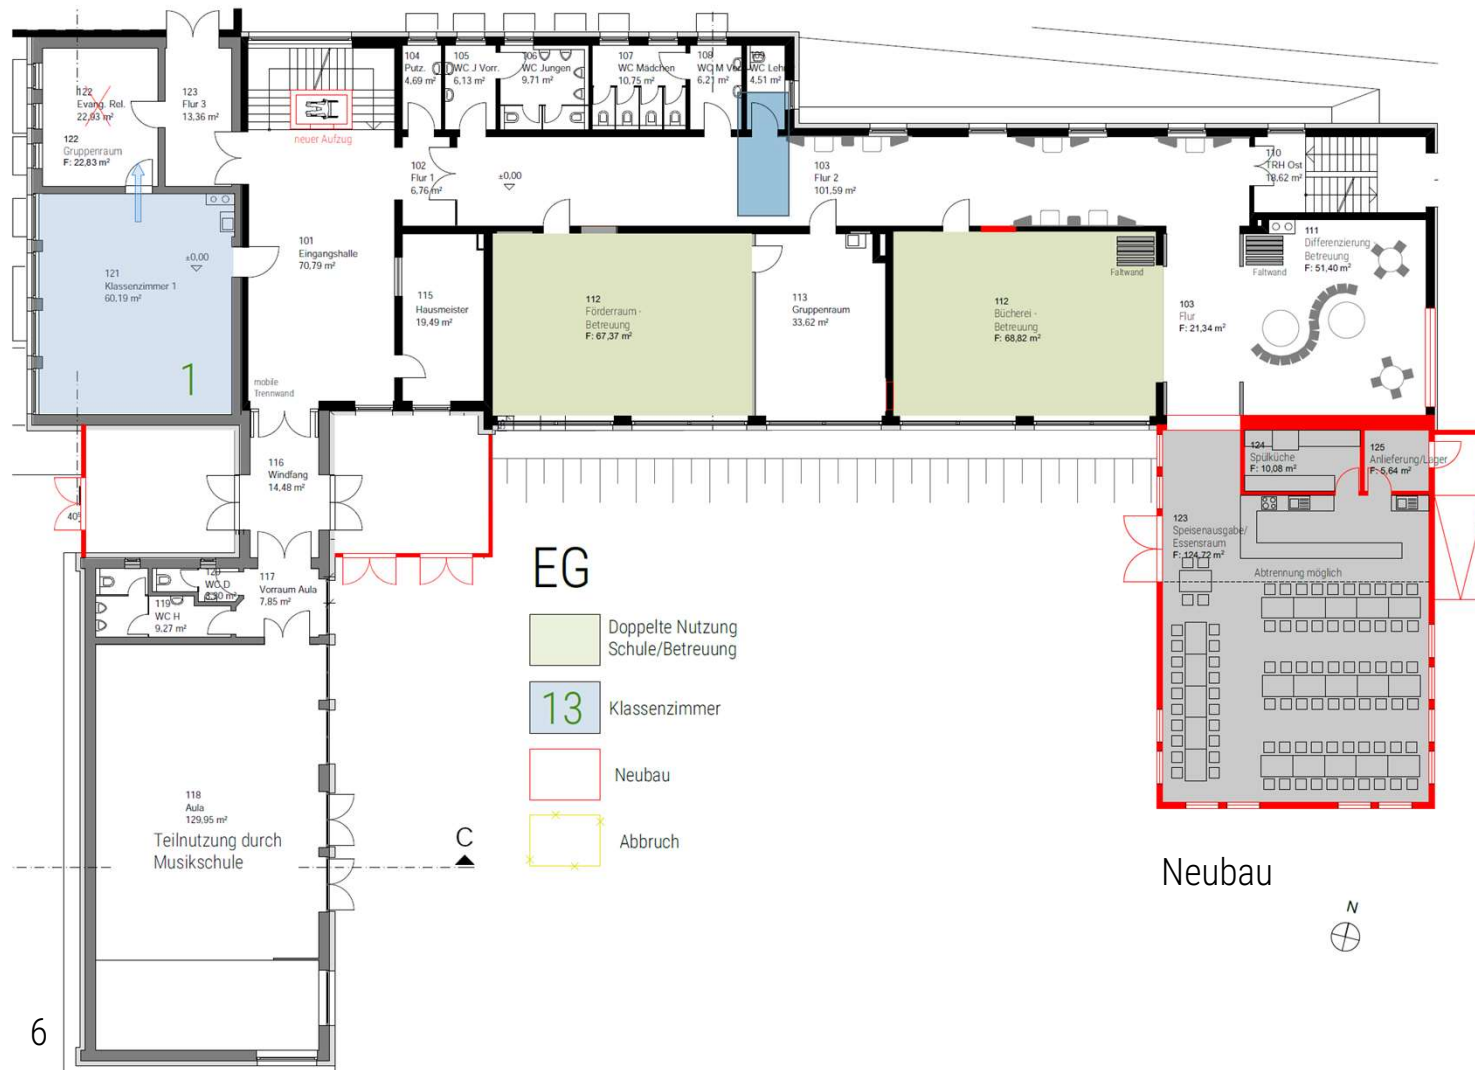 104
Putz.
4,69 m²
105
WC J Vorr.
6,13 m²
106
WC Jungen
9,71 m²
107
WC Mädchen
10,75 m²
108
WC M Vorr.
6,21 m²
109
WC Leh
4,51 m²
122
Evang. Rel.
22,93 m²
122
Gruppenraum
F: 22,83 m²
123
Flur 3
13,36 m²
neuer Aufzug
102
Flur 1
6,76 m²
±0,00
103
Flur 2
101,59 m²
110
TRH Ost
18,62 m²
121
Klassenzimmer 1
60,19 m²
±0,00
1
101
Eingangshalle
70,79 m²
115
Hausmeister
19,49 m²
112
Förderraum -
Betreuung
F: 67,37 m²
113
Gruppenraum
33,62 m²
112
Bücherei -
Betreuung
F: 68,82 m²
Faltwand
103
Flur
F: 21,34 m²
Faltwand
111
Differenzierung -
Betreuung
F: 51,40 m²
mobile
Trennwand
116
Windfang
14,48 m²
40
124
Spülküche
F: 10,08 m²
125
Anlieferung/Lager
F: 5,64 m²
123
Speisenausgabe/
Essensraum
F: 124,72 m²
Abtrennung möglich
WC D
117
Vorraum Aula
7,85 m²
119
WC H
9,27 m²
118
Aula
129,95 m²
Teilnutzung durch
Musikschule
C
EG
Doppelte Nutzung
Schule/Betreuung
13
Klassenzimmer
Neubau
Abbruch
Neubau
N
6